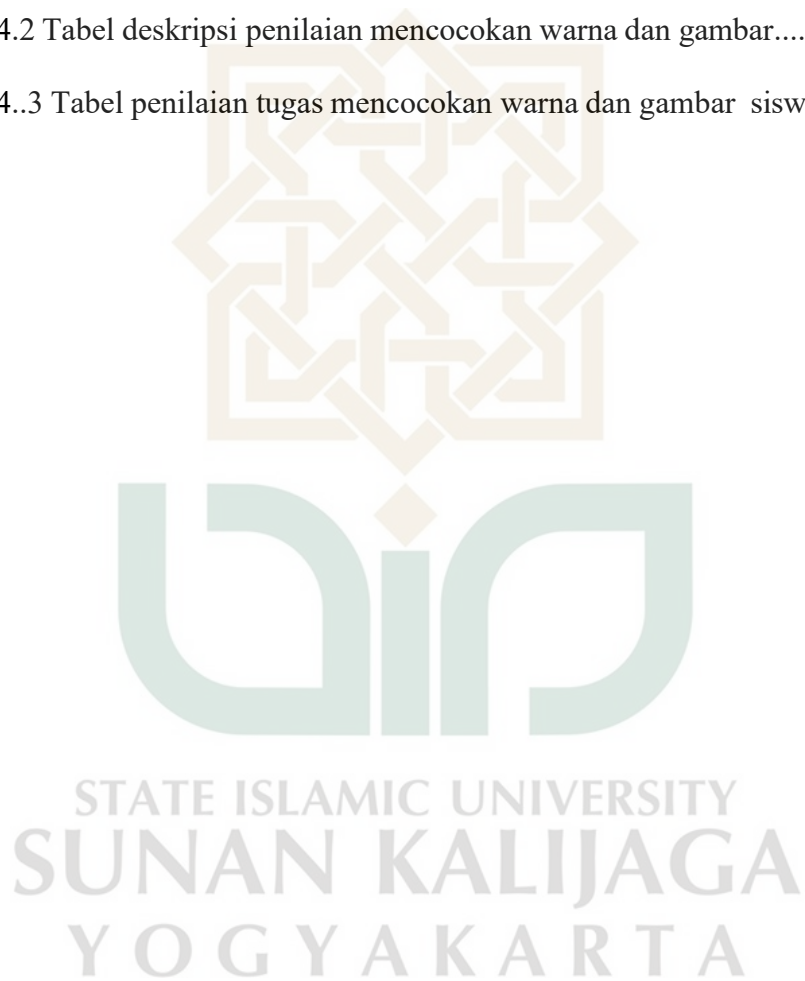 4.2 Tabel deskripsi penilaian mencocokan warna dan gambar....
4..3 Tabel penilaian tugas mencocokan warna dan gambar  sisw
STATE ISLAMIC UNIVERSITY
SUNAN KALIJAGA
YOGYAKARTA